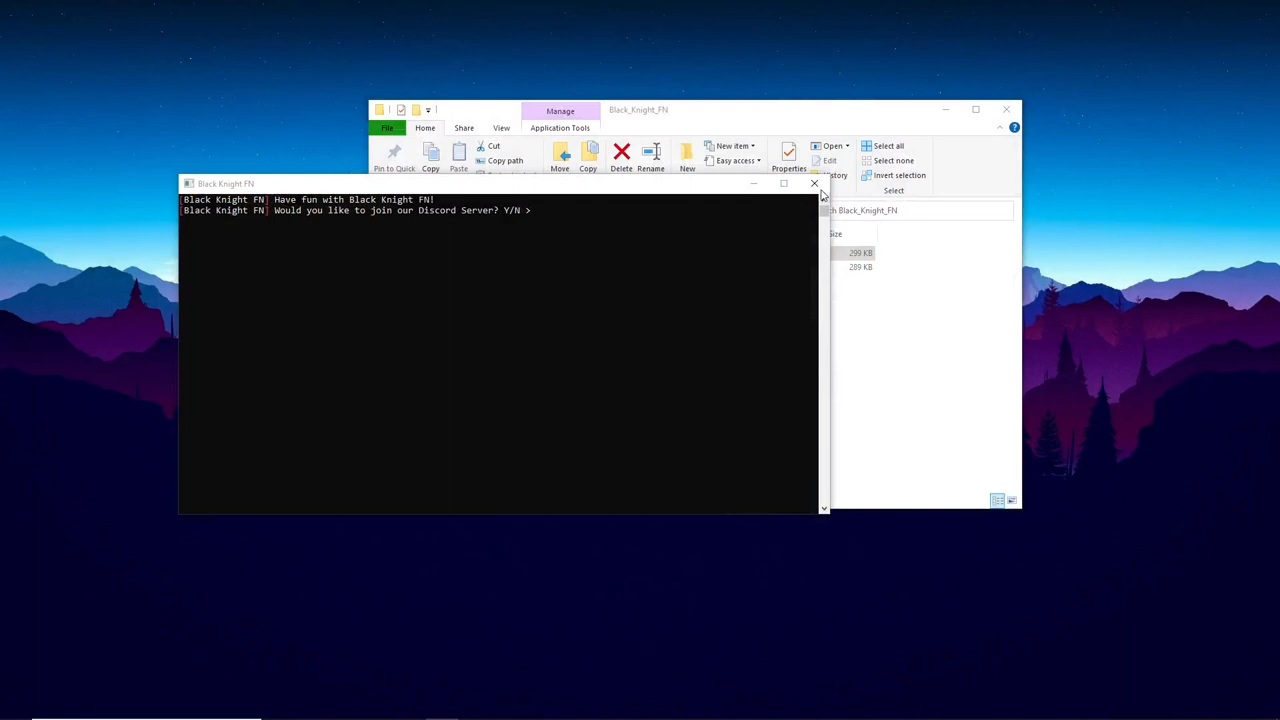 Manage
Black_Knight_FN
File
Home
Share
View
Application Tools
Pin to Quick
Copy
Paste
Cut
Copy path
Move
Copy
Delete
Rename
New
New item
Easy access
Properties
Open
Edit
History
Select all
Select none
Invert selection
Select
Black Knight FN
[Black Knight FN] Have fun with Black Knight FN!
[Black Knight FN] Would you like to join our Discord Server? Y/N >
Black_Knight_FN
Size
299 KB
289 KB